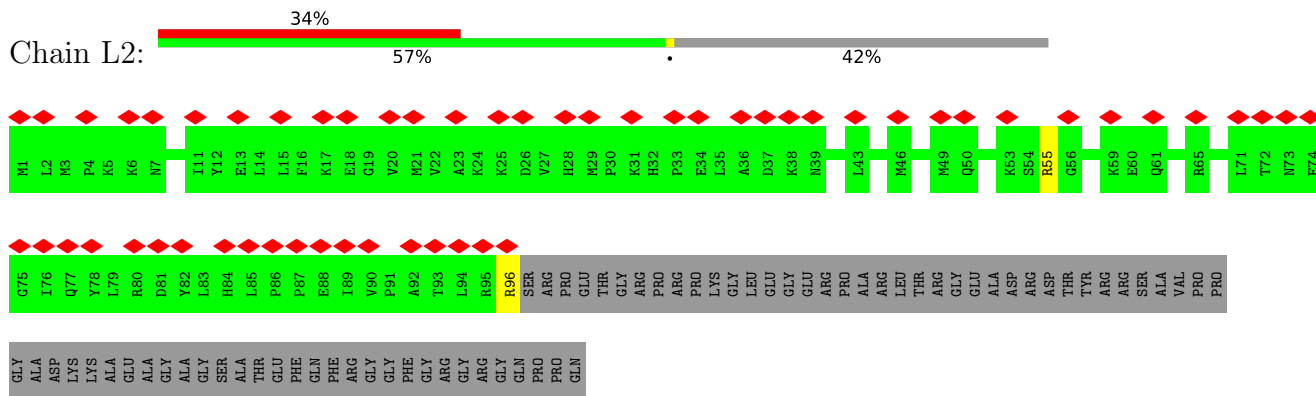 34%
Chain L2:
57% • 42%
M1 L2 M3 P4 K5 K6 N7 I11 Y12 E13 L14 L15 F16 K17 E18 G19 V20 M21 V22 A23 K24 K25 D26 V27 H28 M29 P30 K31 H32 P33 E34 L35 A36 D37 K38 N39 L43 M46 M49 Q50 K53 S54 R55 G56 K59 E60 Q61 R65 L71 T72 N73 E74
G75 I76 Q77 Y78 L79 R80 D81 Y82 L83 H84 L85 P86 P87 E88 I89 V90 P91 A92 T93 L94 R95 R96 SER ARG PRO GLU THR GLY ARG PRO ARG PRO LYS GLY LEU GLU GLY GLU ARG PRO ALA ARG LEU THR ARG GLY GLU ALA ASP ARG ASP THR TYR ARG ARG SER ALA VAL PRO PRO
GLY ALA ASP LYS LYS ALA GLU ALA GLY ALA GLY SER ALA THR GLU PHE GLN PHE ARG GLY GLY PHE GLY ARG GLY ARG GLY GLN PRO PRO GLN